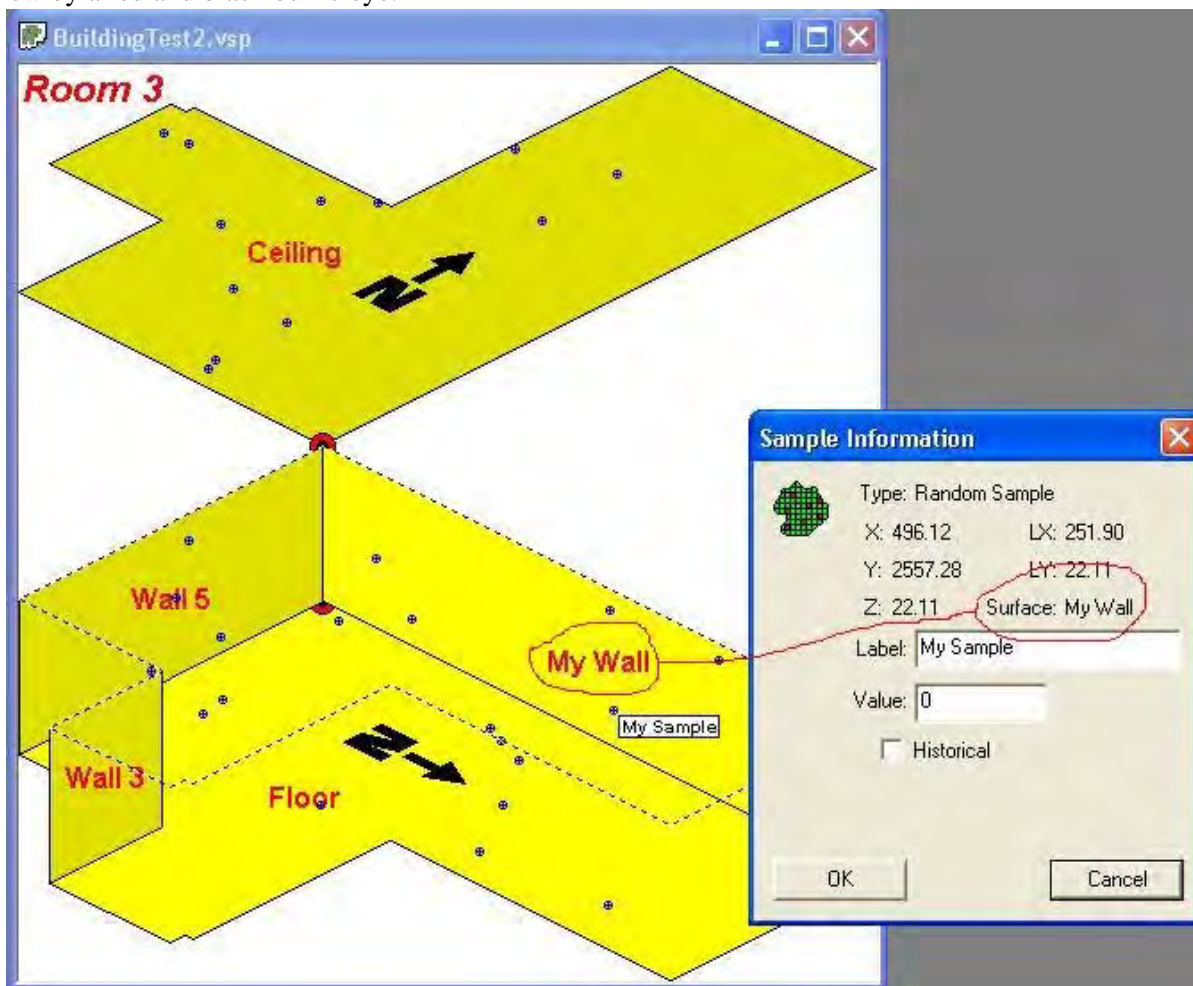 BuildingTest2.vsp
Room 3
Ceiling
N
Wall 5
My Wall
My Sample
N
Wall 3
Floor
Sample Information
Type: Random Sample
X: 496.12 LX: 251.90
Y: 2557.28 LY: 22.11
Z: 22.11 Surface: My Wall
Label: My Sample
Value: 0
Historical
OK Cancel